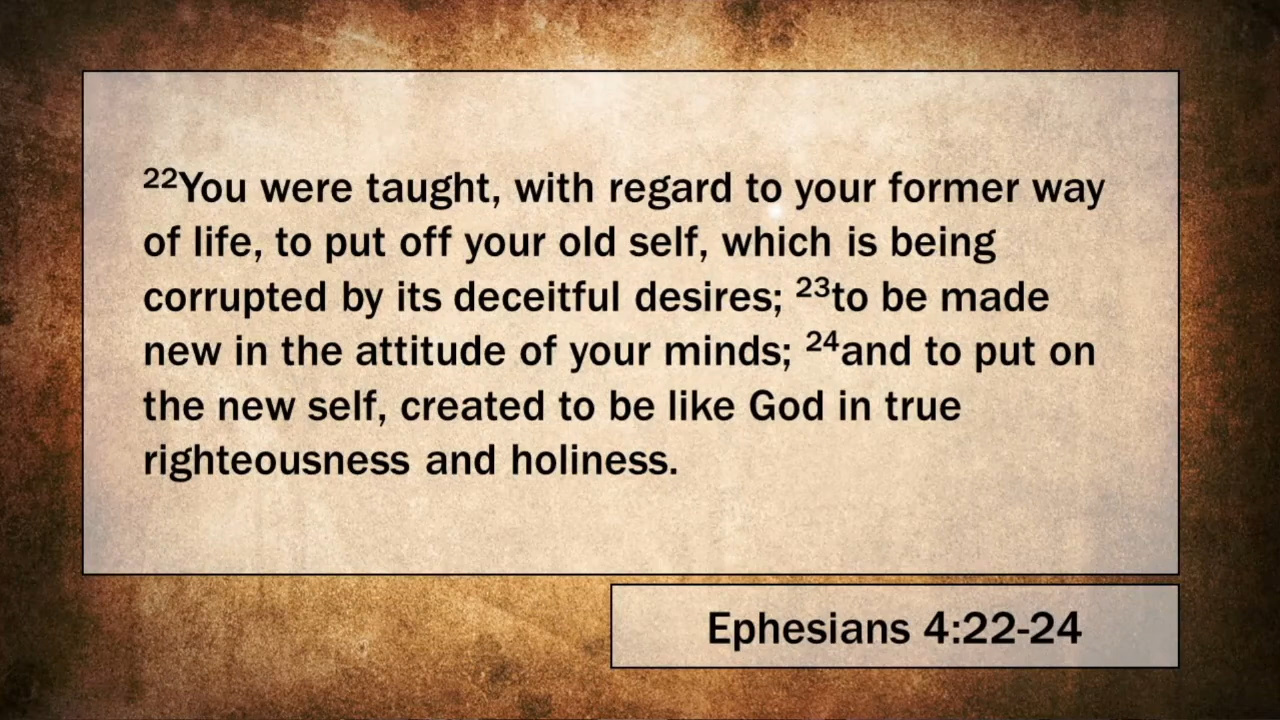 ²²You were taught, with regard to your former way
of life, to put off your old self, which is being
corrupted by its deceitful desires; ²³to be made
new in the attitude of your minds; ²⁴and to put on
the new self, created to be like God in true
righteousness and holiness.
Ephesians 4:22-24